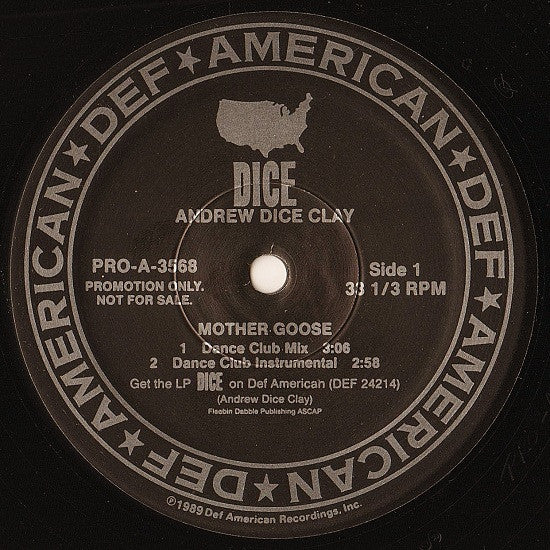 DEF★AMERICAN★DEF★AMERICAN★DEF★AMERICAN★
DICE
ANDREW DICE CLAY
PRO-A-3568
Side 1
PROMOTION ONLY.
NOT FOR SALE.
33 1/3 RPM
MOTHER GOOSE
1 Dance Club Mix 3:06
2 Dance Club Instrumental 2:58
Get the LP DICE on Def American (DEF 24214)
(Andrew Dice Clay)
Fleebin Dabble Publishing ASCAP
℗1989 Def American Recordings, Inc.